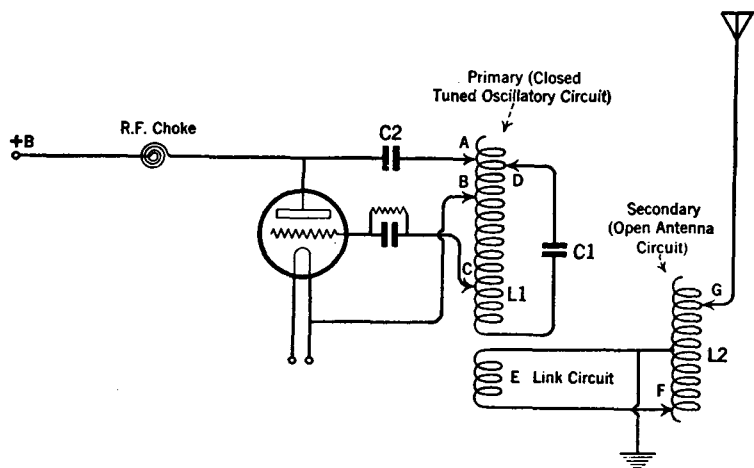 Primary (Closed
Tuned Oscillatory Circuit)
R.F. Choke
+B
C2
A
D
B
C
C1
L1
Secondary
(Open Antenna
Circuit)
G
L2
E Link Circuit
F